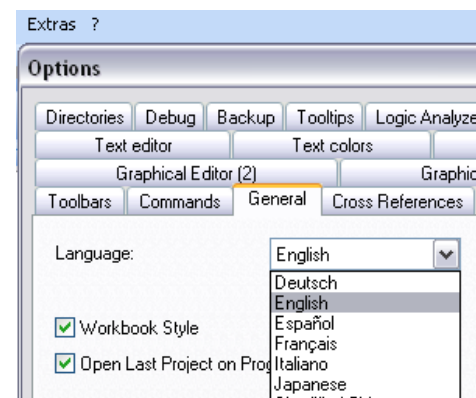 Extras ?
Options
Directories Debug Backup Tooltips Logic Analyze
Text editor Text colors
Graphical Editor (2) Graphic
Toolbars Commands General Cross References
Language: English
Deutsch
English
Workbook Style Español
Français
Open Last Project on Prog Italiano
Japanese